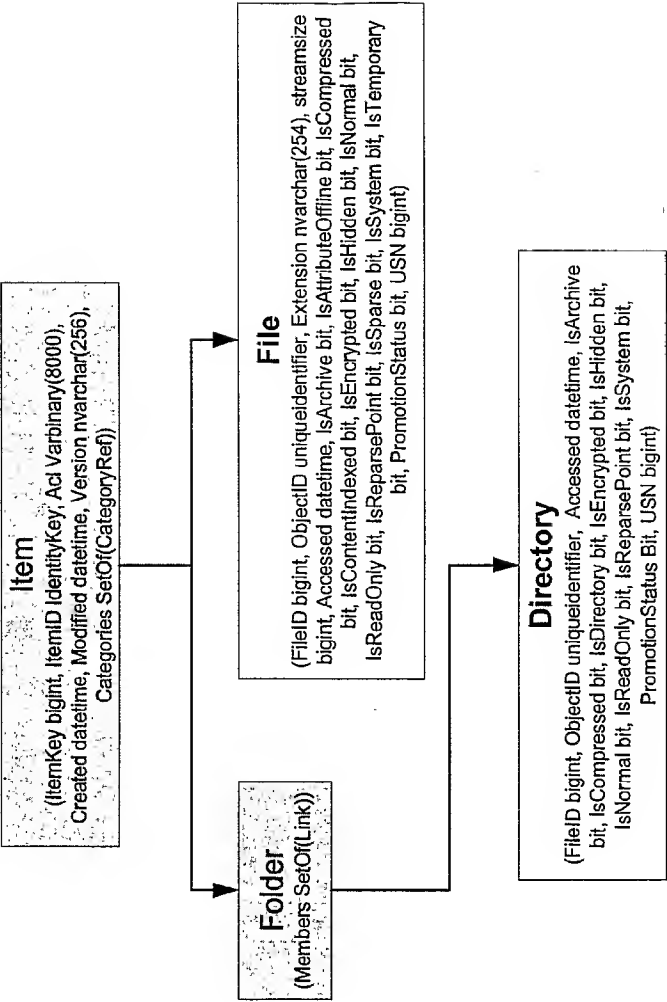 Item
(ItemKey bigint, ItemID IdentityKey, Acl Varbinary(8000),
Created datetime, Modified datetime, Version nvarchar(256),
Categories SetOf(CategoryRef))
Folder
(Members SetOf(Link))
File
(FileID bigint, ObjectID uniqueidentifier, Extension nvarchar(254), streamsize
bigint, Accessed datetime, IsArchive bit, IsAttributeOffline bit, IsCompressed
bit, IsContentIndexed bit, IsEncrypted bit, IsHidden bit, IsNormal bit,
IsReadOnly bit, IsReparsePoint bit, IsSparse bit, IsSystem bit, IsTemporary
bit, PromotionStatus bit, USN bigint)
Directory
(FileID bigint, ObjectID uniqueidentifier, Accessed datetime, IsArchive
bit, IsCompressed bit, IsDirectory bit, IsEncrypted bit, IsHidden bit,
IsNormal bit, IsReadOnly bit, IsReparsePoint bit, IsSystem bit,
PromotionStatus Bit, USN bigint)